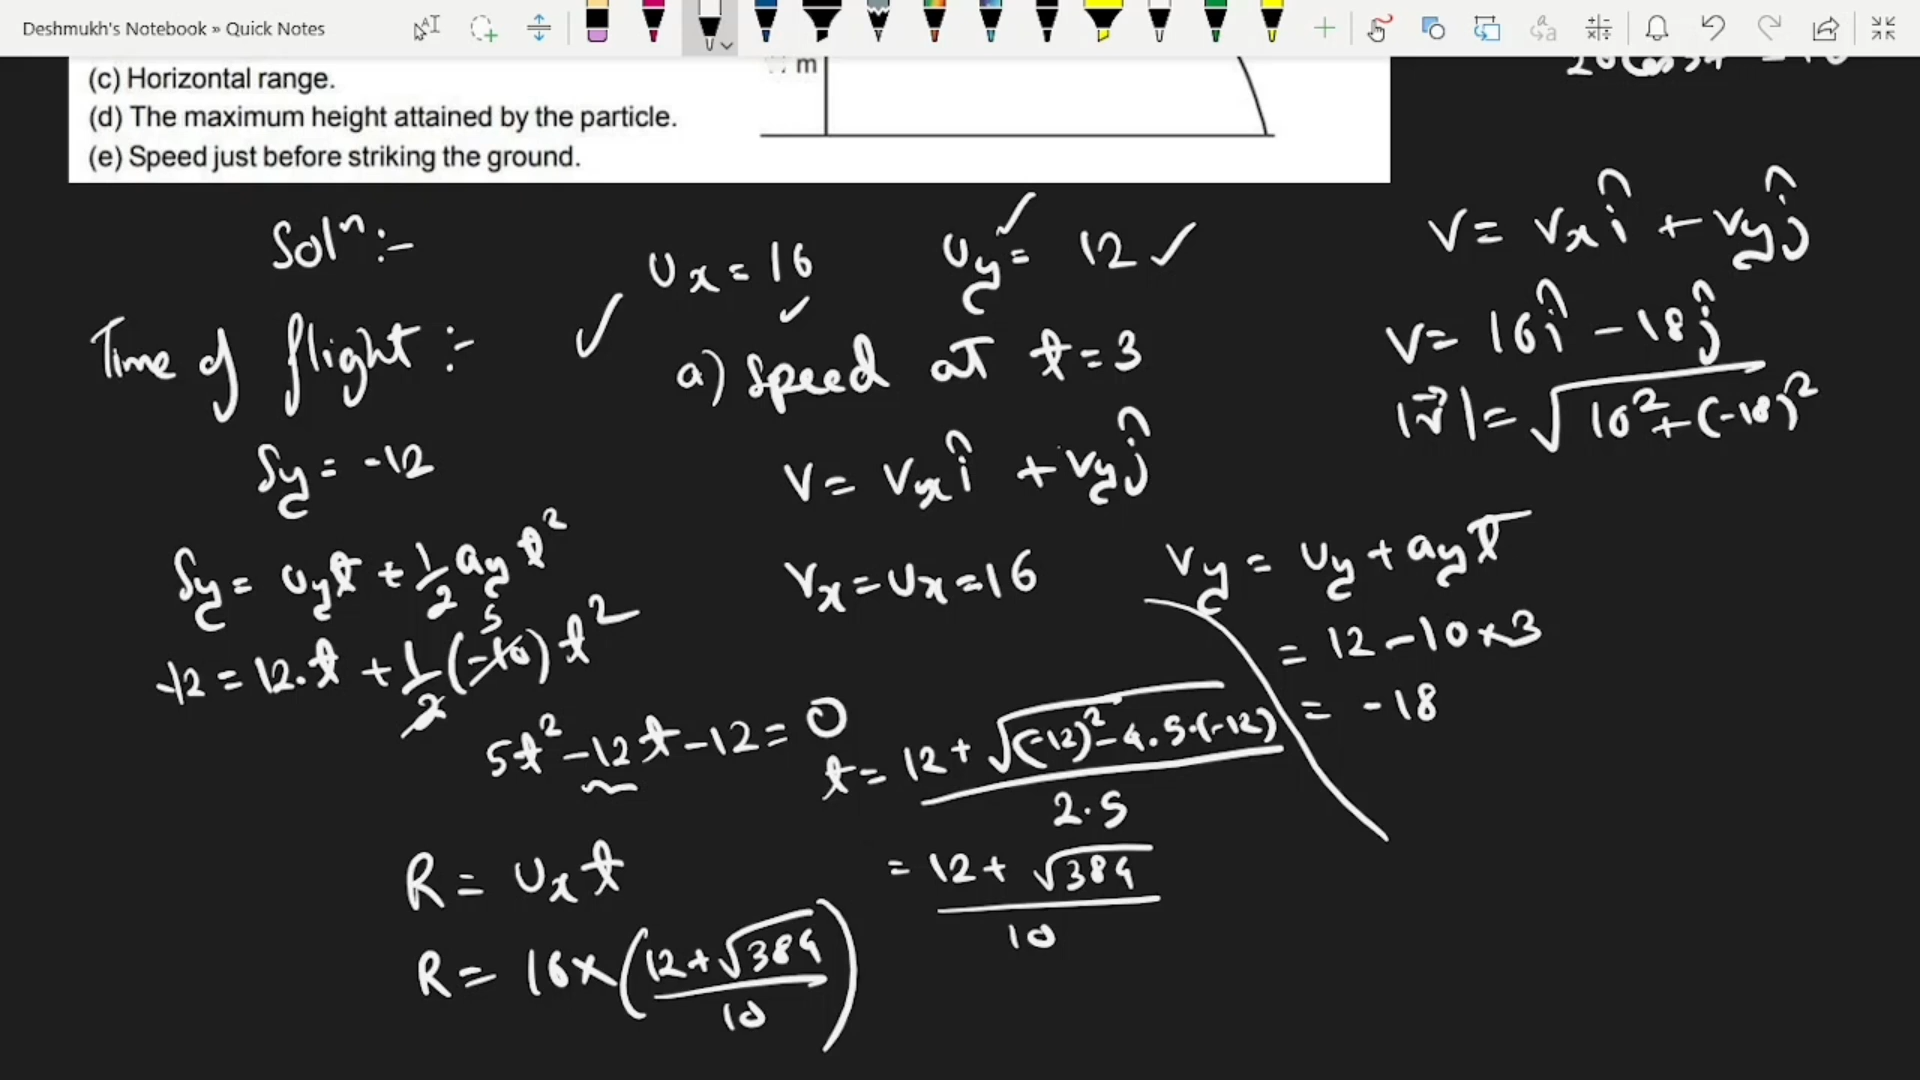 Deshmukh's Notebook » Quick Notes
(c) Horizontal range.
(d) The maximum height attained by the particle.
(e) Speed just before striking the ground.
m
Solⁿ:-
Ux = 16
Uy = 12
Time of flight :-
Sy = -12
Sy = Uyt + 1/2 ay t²
-12 = 12.t + 1/2 (-10) t²
5
5t² - 12t - 12 = 0
t = 12 + √((-12)² - 4.5.(-12)) / 2.5
= 12 + √384 / 10
R = Ux t
R = 16 × (12 + √384 / 10)
a) Speed at t = 3
V = Vx î + Vy ĵ
Vx = Ux = 16
Vy = Uy + ay t
= 12 - 10 × 3
= -18
V = Vx î + Vy ĵ
V = 16 î - 18 ĵ
|v⃗| = √(16² + (-18)²)